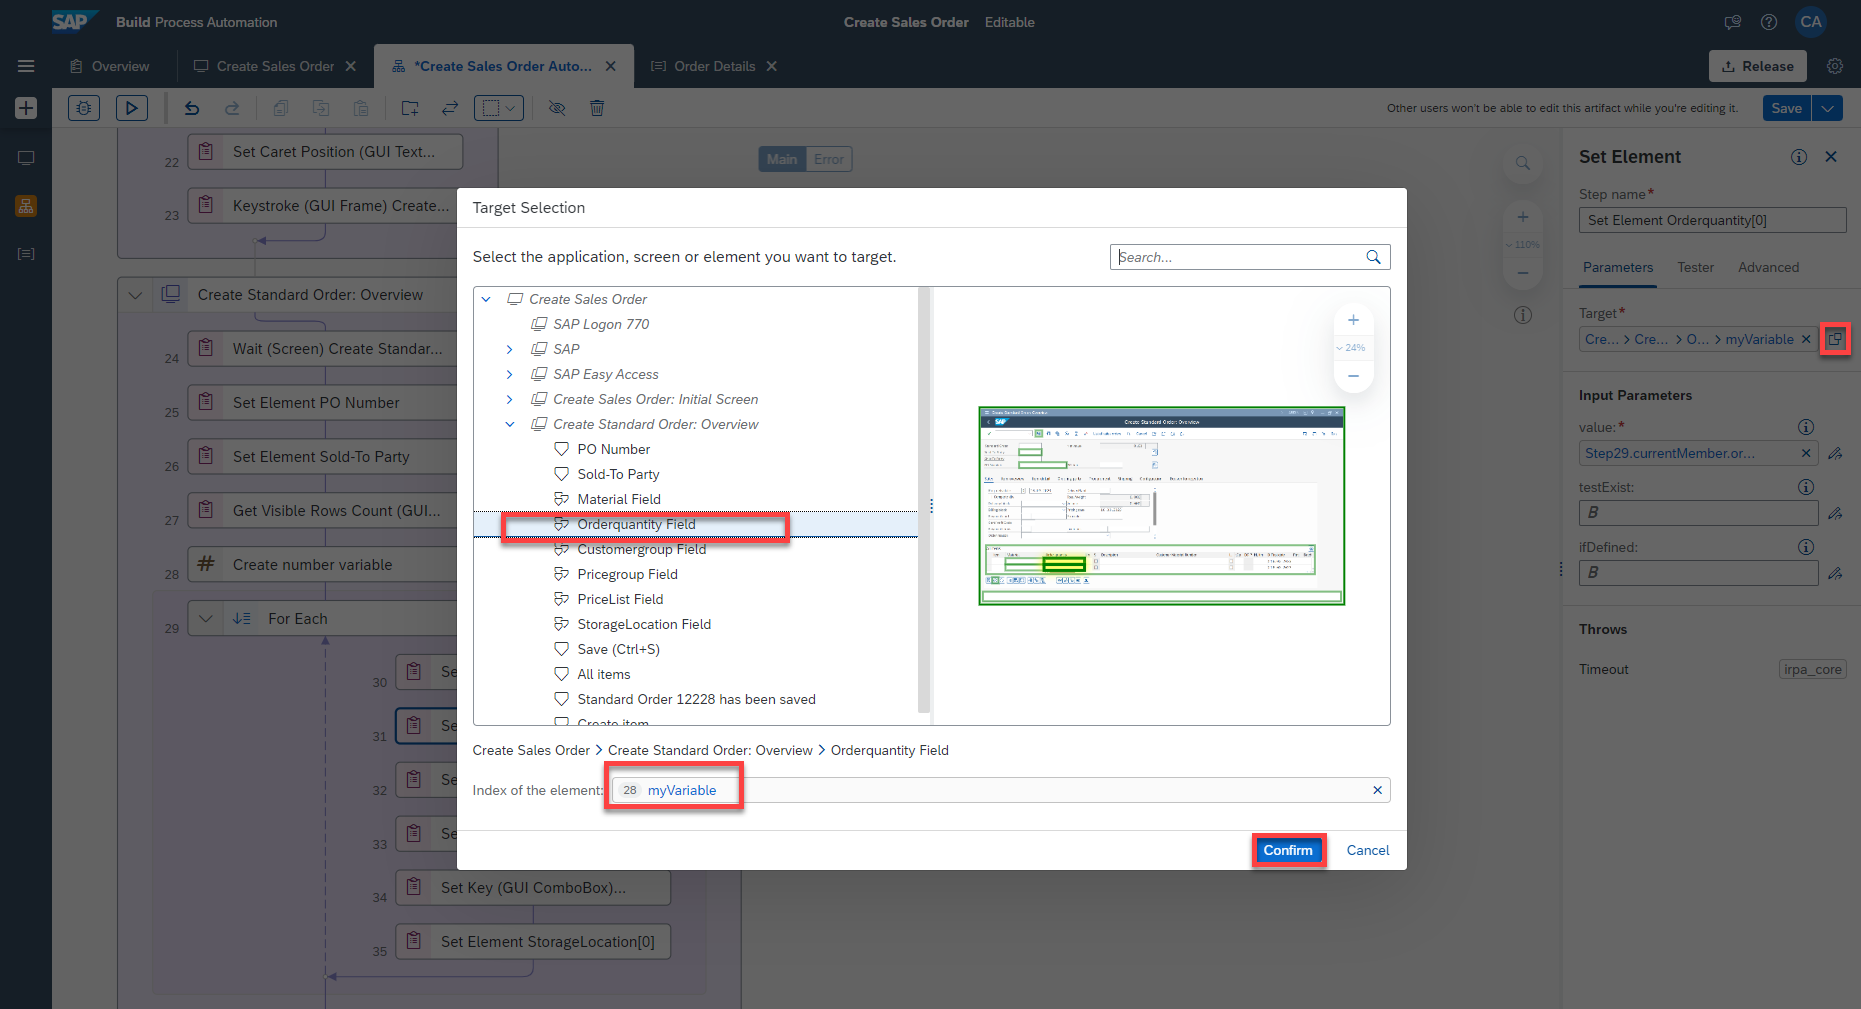 SAP Build Process Automation
Create Sales Order Editable
CA
Overview
Create Sales Order
*Create Sales Order Auto...
Order Details
Release
Other users won't be able to edit this artifact while you're editing it.
Save
22 Set Caret Position (GUI Text...
23 Keystroke (GUI Frame) Create...
Create Standard Order: Overview
24 Wait (Screen) Create Standar...
25 Set Element PO Number
26 Set Element Sold-To Party
27 Get Visible Rows Count (GUI...
28 # Create number variable
29 For Each
30 Se
31 Se
32 Se
33 Se
34 Set Key (GUI ComboBox)...
35 Set Element StorageLocation[0]
Main Error
110%
Target Selection
Select the application, screen or element you want to target.
Search...
Create Sales Order
SAP Logon 770
SAP
SAP Easy Access
Create Sales Order: Initial Screen
Create Standard Order: Overview
PO Number
Sold-To Party
Material Field
Orderquantity Field
Customergroup Field
Pricegroup Field
PriceList Field
StorageLocation Field
Save (Ctrl+S)
All items
Standard Order 12228 has been saved
Create item
24%
SAP
Create Standard Order: Overview
Create Sales Order > Create Standard Order: Overview > Orderquantity Field
Index of the element: 28 myVariable
Confirm Cancel
Set Element
Step name*
Set Element Orderquantity[0]
Parameters Tester Advanced
Target*
Cre... > Cre... > O... > myVariable
Input Parameters
value: *
Step29.currentMember.or...
testExist:
B
ifDefined:
B
Throws
Timeout irpa_core